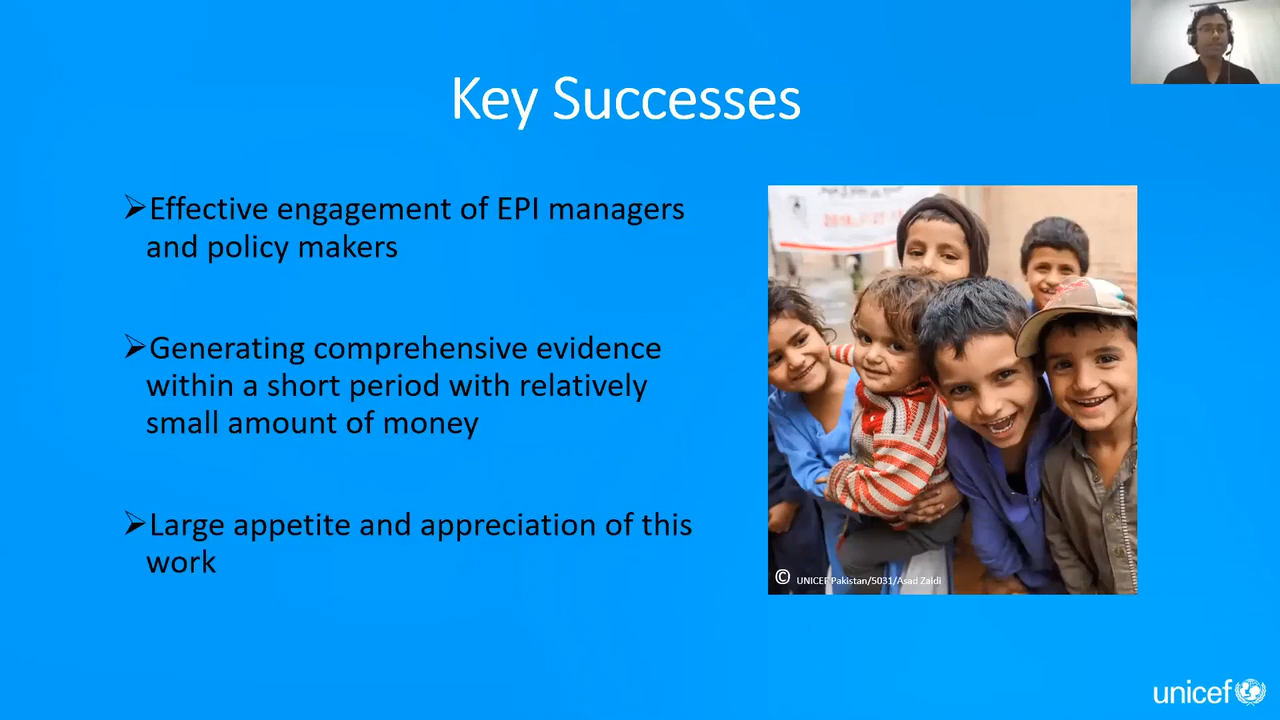 Key Successes
➢Effective engagement of EPI managers
and policy makers
➢Generating comprehensive evidence
within a short period with relatively
small amount of money
➢Large appetite and appreciation of this
work
© UNICEF Pakistan/5031/Asad Zaidi
unicef